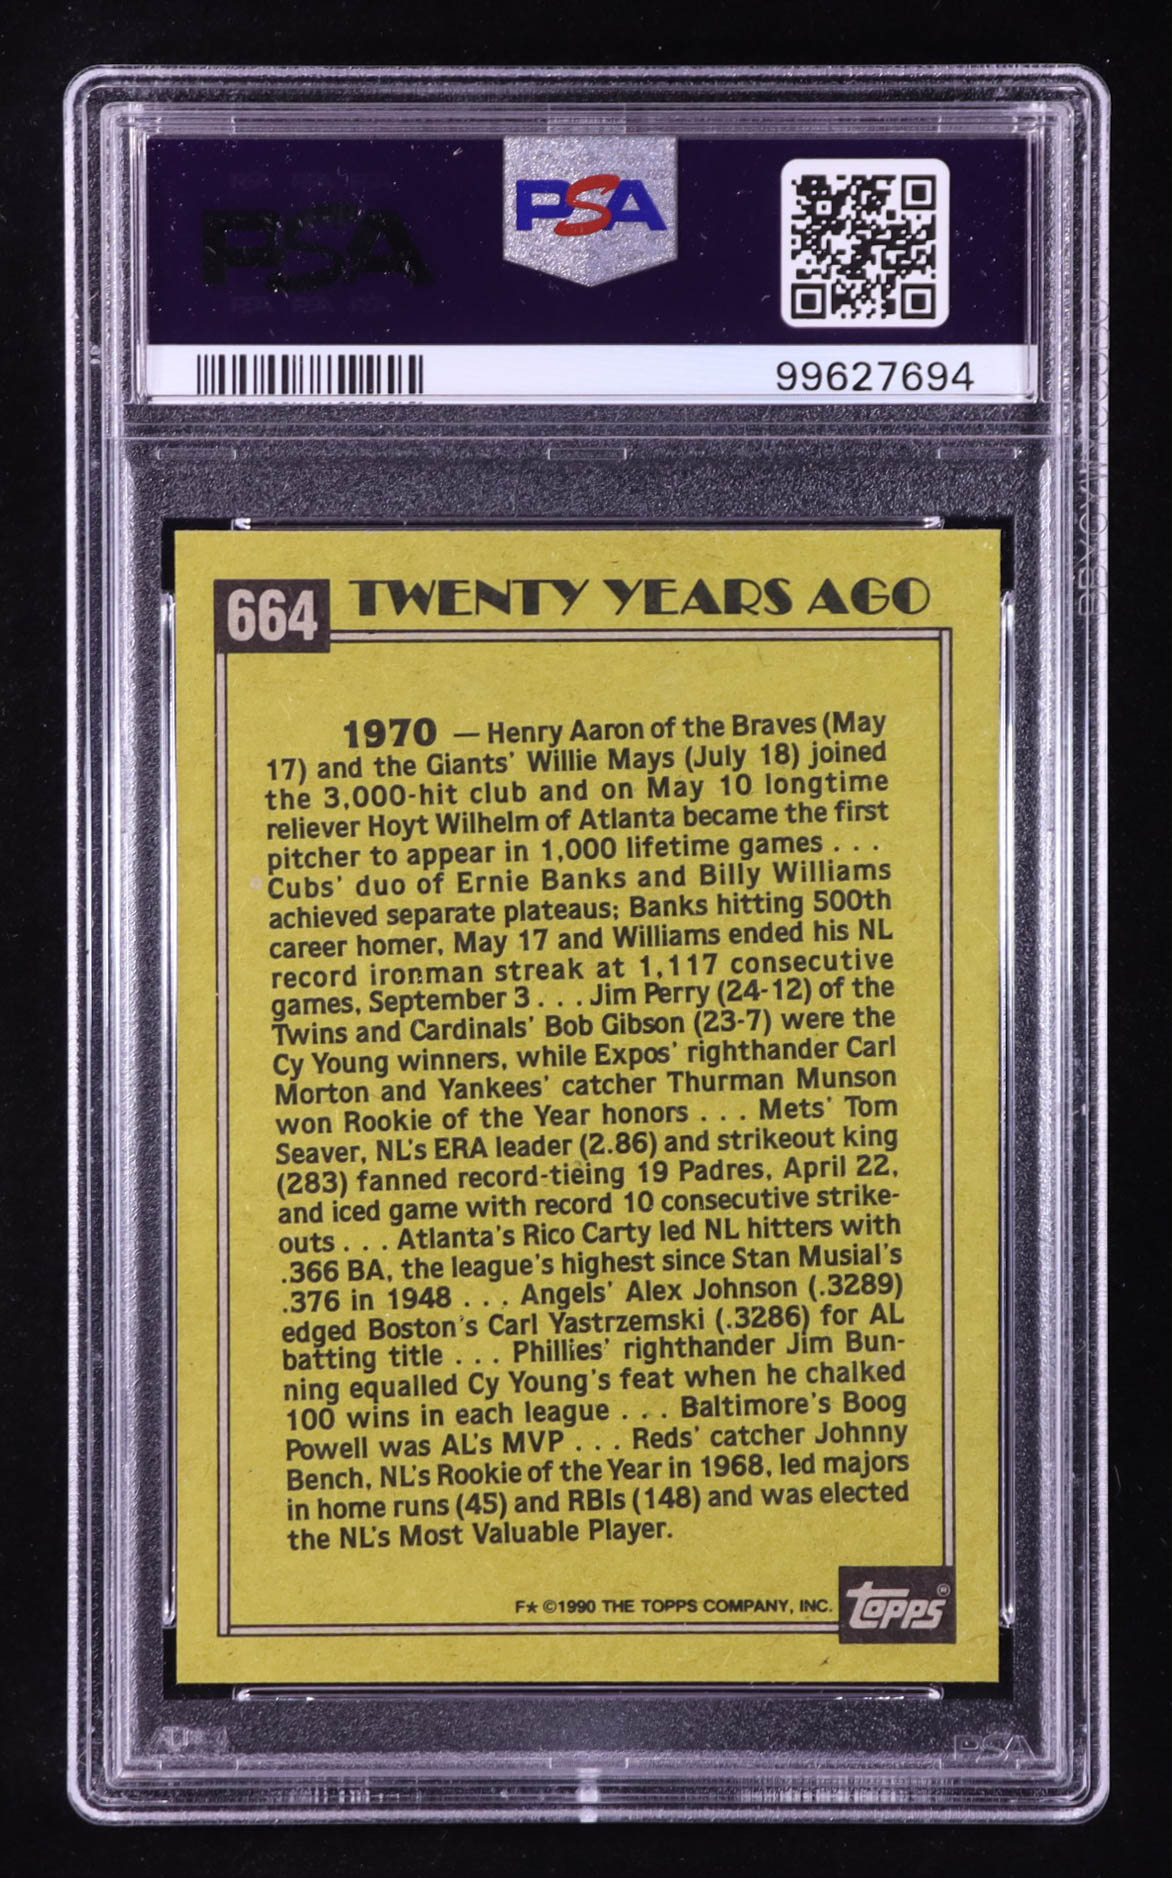 PSA
PSA
99627694
664 TWENTY YEARS AGO
1970 — Henry Aaron of the Braves (May
17) and the Giants' Willie Mays (July 18) joined
the 3,000-hit club and on May 10 longtime
reliever Hoyt Wilhelm of Atlanta became the first
pitcher to appear in 1,000 lifetime games . . .
Cubs' duo of Ernie Banks and Billy Williams
achieved separate plateaus; Banks hitting 500th
career homer, May 17 and Williams ended his NL
record ironman streak at 1,117 consecutive
games, September 3 . . . Jim Perry (24-12) of the
Twins and Cardinals' Bob Gibson (23-7) were the
Cy Young winners, while Expos' righthander Carl
Morton and Yankees' catcher Thurman Munson
won Rookie of the Year honors . . . Mets' Tom
Seaver, NL's ERA leader (2.86) and strikeout king
(283) fanned record-tieing 19 Padres, April 22,
and iced game with record 10 consecutive strike-
outs . . . Atlanta's Rico Carty led NL hitters with
.366 BA, the league's highest since Stan Musial's
.376 in 1948 . . . Angels' Alex Johnson (.3289)
edged Boston's Carl Yastrzemski (.3286) for AL
batting title . . . Phillies' righthander Jim Bun-
ning equalled Cy Young's feat when he chalked
100 wins in each league . . . Baltimore's Boog
Powell was AL's MVP . . . Reds' catcher Johnny
Bench, NL's Rookie of the Year in 1968, led majors
in home runs (45) and RBIs (148) and was elected
the NL's Most Valuable Player.
F★ ©1990 THE TOPPS COMPANY, INC.
topps®
PSA